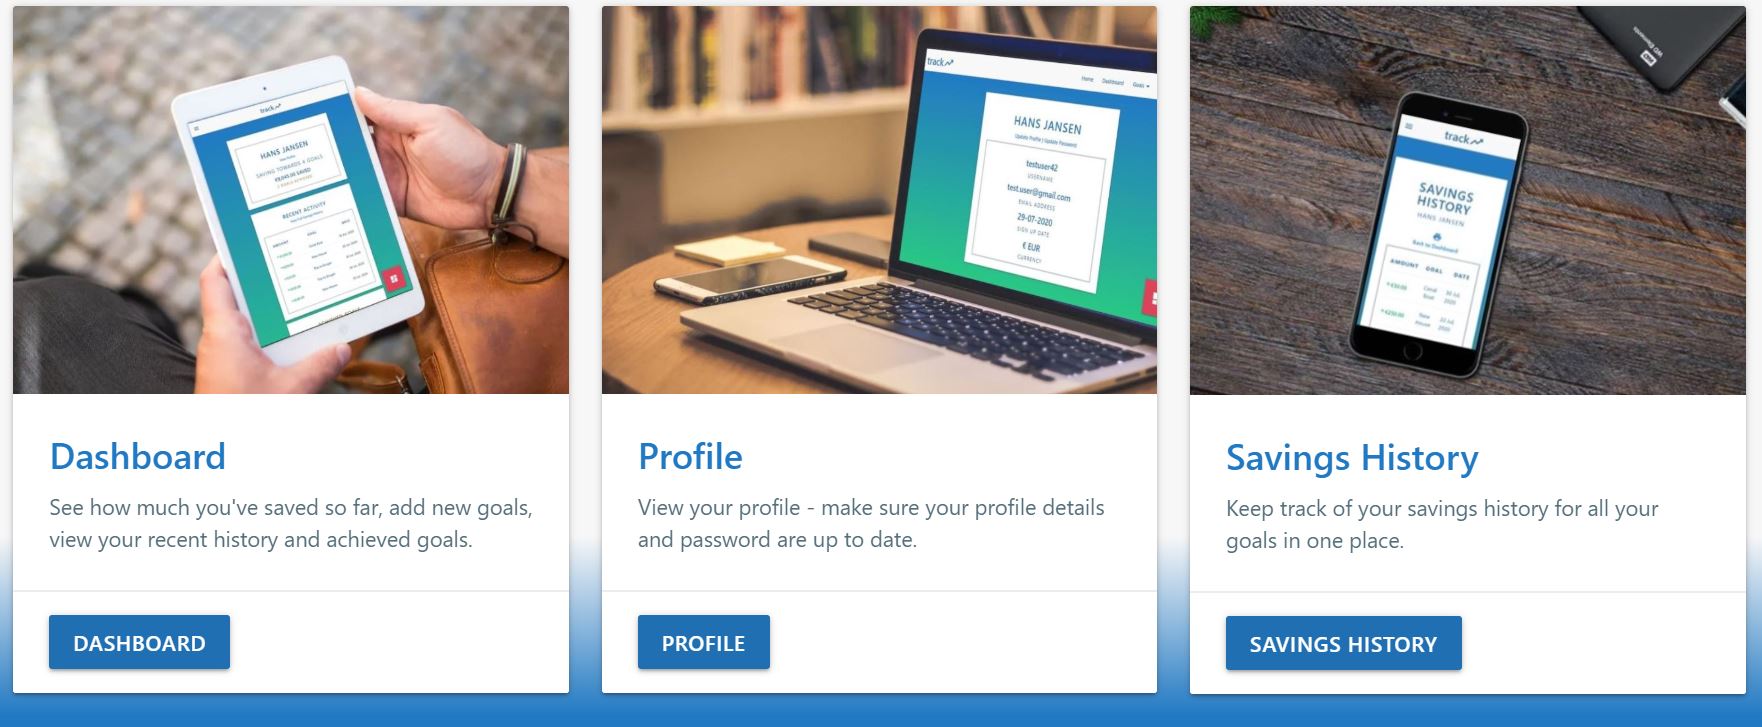 track
HANS JANSEN
View Profile
SAVING TOWARDS 4 GOALS
RECENT ACTIVITY
AMOUNT GOAL DATE
track
Home Dashboard Goals
HANS JANSEN
Update Profile | Update Password
testuser42
USERNAME
test.user@gmail.com
EMAIL ADDRESS
29-07-2020
SIGN UP DATE
€ EUR
CURRENCY
WD Elements
track
SAVINGS
HISTORY
HANS JANSEN
Back to Dashboard
AMOUNT GOAL DATE
Dashboard
See how much you've saved so far, add new goals,
view your recent history and achieved goals.
DASHBOARD
Profile
View your profile - make sure your profile details
and password are up to date.
PROFILE
Savings History
Keep track of your savings history for all your
goals in one place.
SAVINGS HISTORY